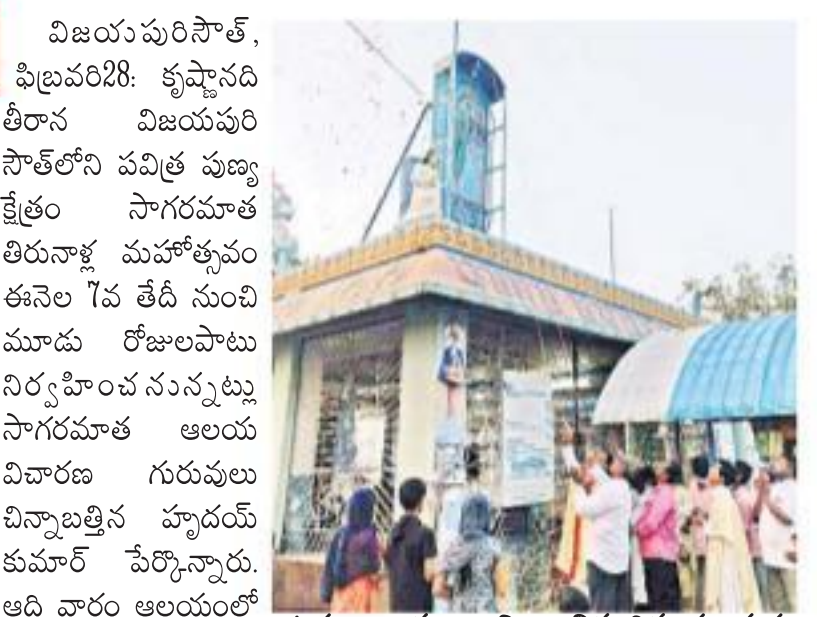 విజయపురిసౌత్,
ఫిబ్రవరి28: కృష్ణానది
తీరాన విజయపురి
సౌత్‌లోని పవిత్ర పుణ్య
క్షేత్రం సాగరమాత
తిరునాళ్ల మహోత్సవం
ఈనెల 7వ తేదీ నుంచి
మూడు రోజులపాటు
నిర్వహించ నున్నట్లు
సాగరమాత ఆలయ
విచారణ గురువులు
చిన్నాబత్తిన హృదయ్
కుమార్ పేర్కొన్నారు.
ఆది వారం ఆలయంలో